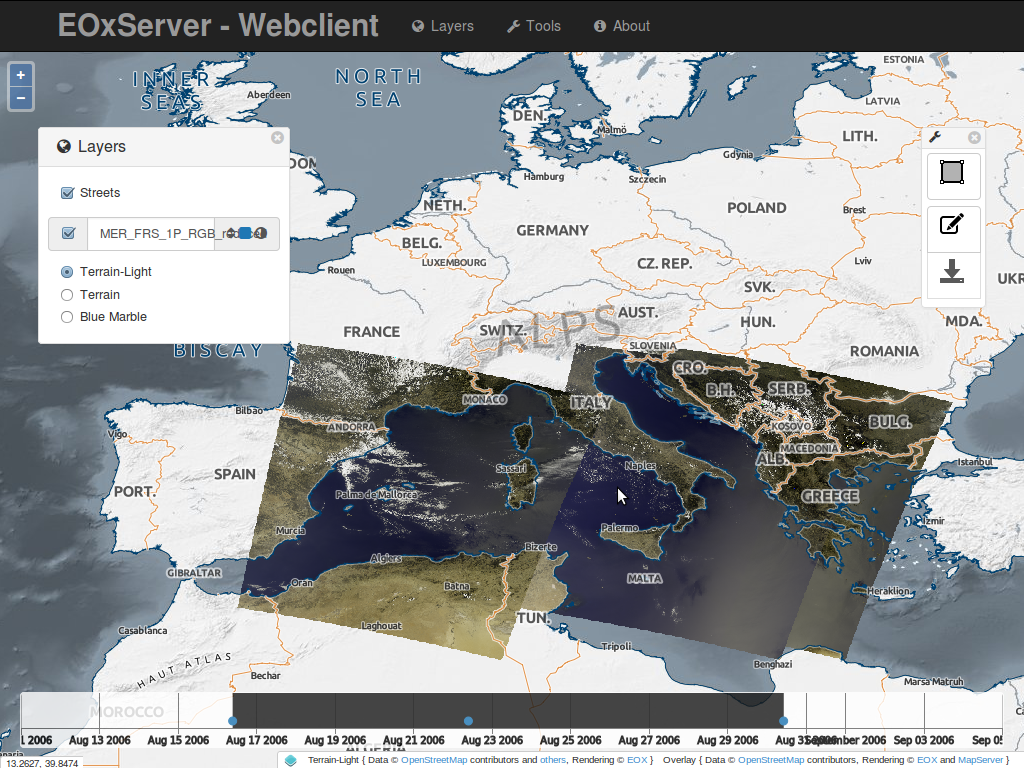 EOxServer - Webclient Layers Tools About
+
−
INNER
SEAS
Aberdeen
NORTH
SEA
DEN.
Malmö
ESTONIA
LATVIA
LITH.
Layers
Streets
MER_FRS_1P_RGB_
Terrain-Light
Terrain
Blue Marble
BISCAY
Gdynia
Hamburg
Szczecin
NETH.
POLAND
Brest
GERMANY
BELG.
LUXEMBOURG
Rouen
CZ. REP.
Lviv
SVK.
AUST.
HUN.
MDA.
FRANCE
SWITZ.
ALPS
SLOVENIA
ROMANIA
CRO.
B.H.
SERB.
MONACO
ITALY
Bilbao
ANDORRA
KOSOVO
BULG.
Vigo
MACEDONIA
ALB.
SPAIN
Sassari
Naples
Istanbul
PORT.
Palma de Mallorca
GREECE
Murcia
Palermo
Izmir
Bizerte
Algiers
GIBRALTAR
Oran
Batna
MALTA
Heraklion
Laghouat
TUN.
Casablanca
Tripoli
HAUT ATLAS
Bechar
Benghazi
Marsa Matruh
MOROCCO
2006 Aug 13 2006 Aug 15 2006 Aug 17 2006 Aug 19 2006 Aug 21 2006 Aug 23 2006 Aug 25 2006 Aug 27 2006 Aug 29 2006 Aug 31 September 2006 Sep 03 2006 Sep 05
ALGERIA
13.2627, 39.8474
Terrain-Light { Data © OpenStreetMap contributors and others, Rendering © EOX } Overlay { Data © OpenStreetMap contributors, Rendering © EOX and MapServer }